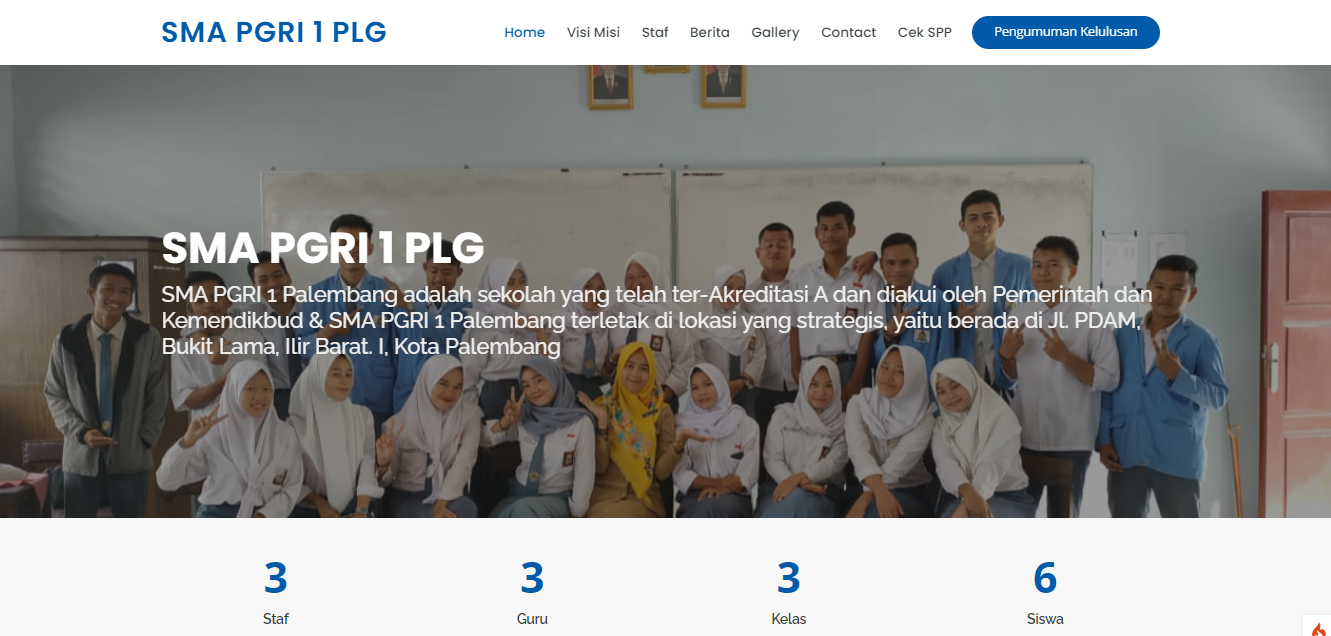 SMA PGRI 1 PLG
Home Visi Misi Staf Berita Gallery Contact Cek SPP Pengumuman Kelulusan
SMA PGRI 1 PLG
SMA PGRI 1 Palembang adalah sekolah yang telah ter-Akreditasi A dan diakui oleh Pemerintah dan
Kemendikbud & SMA PGRI 1 Palembang terletak di lokasi yang strategis, yaitu berada di Jl. PDAM,
Bukit Lama, Ilir Barat. I, Kota Palembang
3 3 3 6
Staf Guru Kelas Siswa